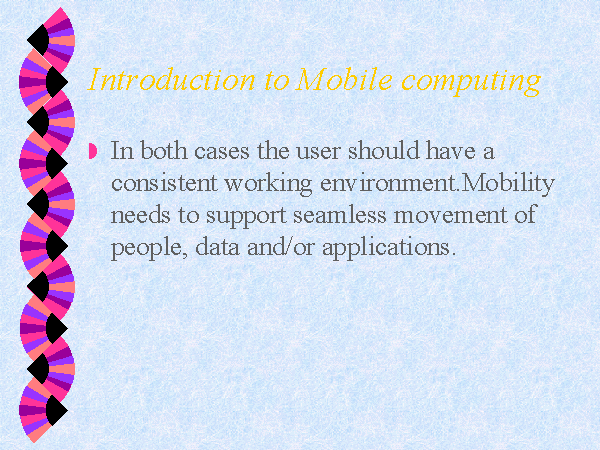 Introduction to Mobile computing
In both cases the user should have a
consistent working environment.Mobility
needs to support seamless movement of
people, data and/or applications.